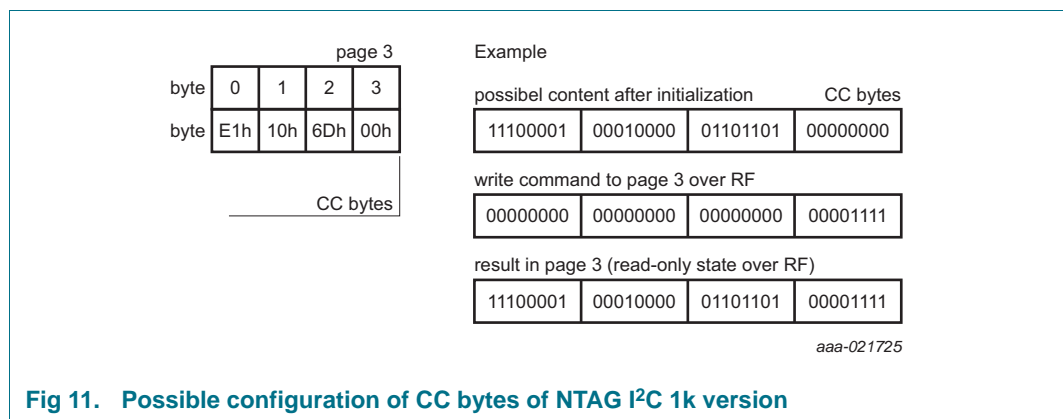 page 3
byte 0 1 2 3
byte E1h 10h 6Dh 00h
CC bytes
Example
possibel content after initialization CC bytes
11100001 00010000 01101101 00000000
write command to page 3 over RF
00000000 00000000 00000000 00001111
result in page 3 (read-only state over RF)
11100001 00010000 01101101 00001111
aaa-021725
Fig 11. Possible configuration of CC bytes of NTAG I²C 1k version